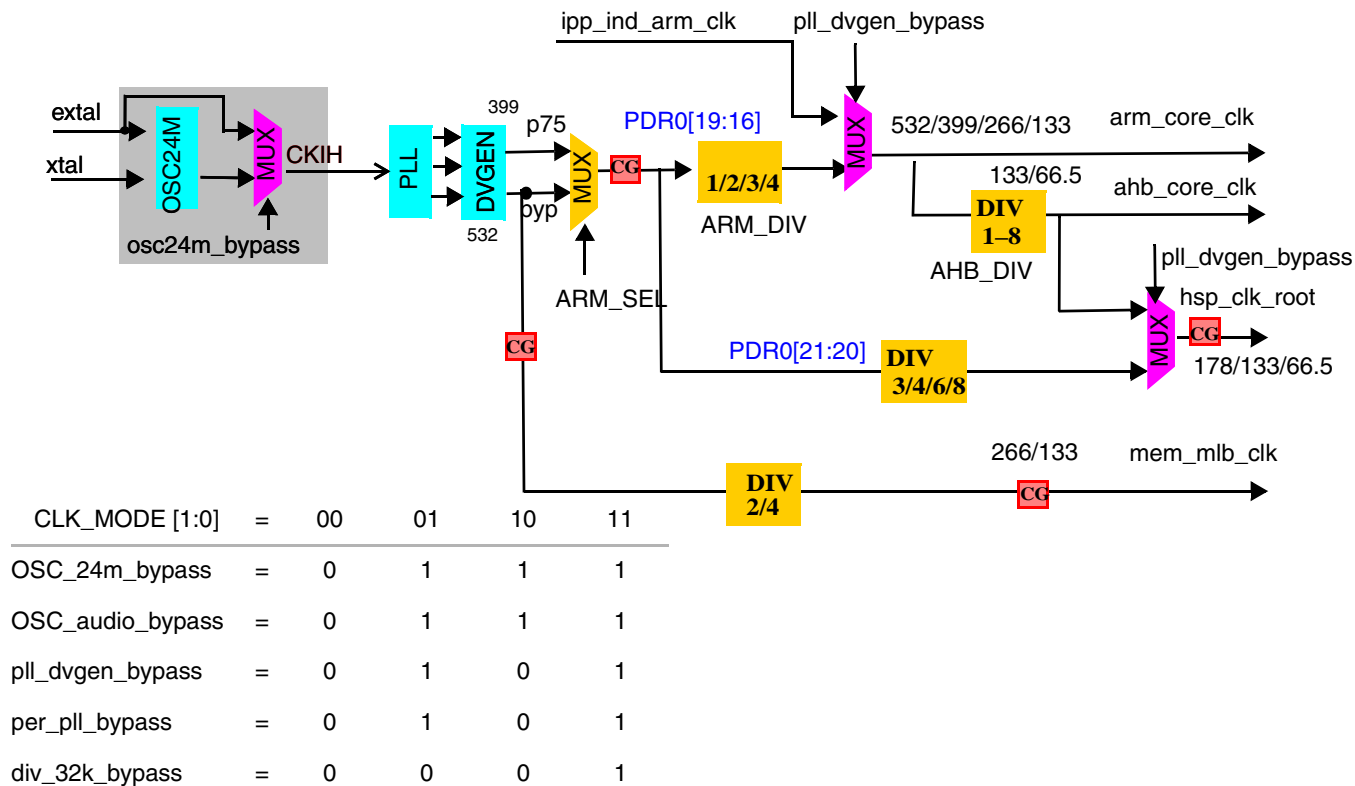 ipp_ind_arm_clk
pll_dvgen_bypass
extal
xtal
OSC24M
MUX
CKIH
osc24m_bypass
PLL
DVGEN
399
532
p75
byp
MUX
ARM_SEL
CG
PDR0[19:16]
1/2/3/4
ARM_DIV
MUX
532/399/266/133
arm_core_clk
133/66.5
ahb_core_clk
DIV
1–8
AHB_DIV
pll_dvgen_bypass
hsp_clk_root
MUX
CG
178/133/66.5
CG
PDR0[21:20]
DIV
3/4/6/8
266/133
mem_mlb_clk
DIV
2/4
CG
CLK_MODE [1:0] = 00 01 10 11
OSC_24m_bypass = 0 1 1 1
OSC_audio_bypass = 0 1 1 1
pll_dvgen_bypass = 0 1 0 1
per_pll_bypass = 0 1 0 1
div_32k_bypass = 0 0 0 1